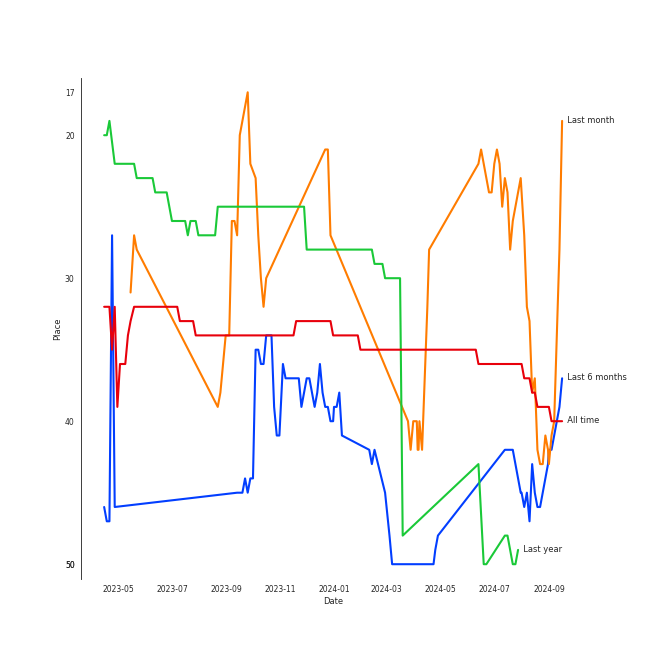 17
20
30
40
50
Place
Last month
Last 6 months
All time
Last year
2023-05
2023-07
2023-09
2023-11
2024-01
2024-03
2024-05
2024-07
2024-09
Date